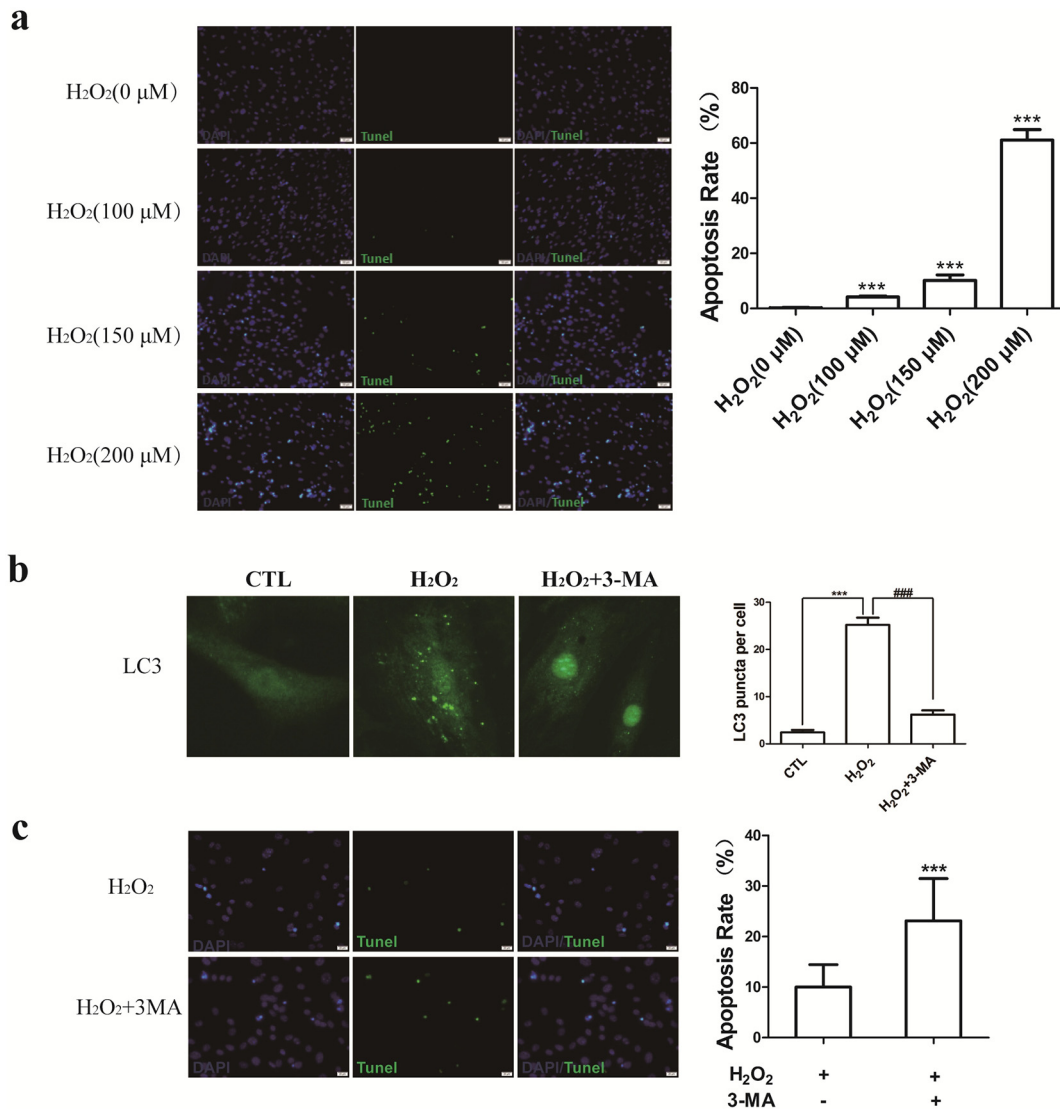 a
H₂O₂(0 μM)
DAPI
Tunel
DAPI/Tunel
H₂O₂(100 μM)
DAPI
Tunel
DAPI/Tunel
H₂O₂(150 μM)
DAPI
Tunel
DAPI/Tunel
H₂O₂(200 μM)
DAPI
Tunel
DAPI/Tunel
Apoptosis Rate (%)
80
60
40
20
0
***
***
***
H₂O₂(0 μM)
H₂O₂(100 μM)
H₂O₂(150 μM)
H₂O₂(200 μM)
b
CTL
H₂O₂
H₂O₂+3-MA
LC3
LC3 puncta per cell
30
20
10
0
***
###
CTL
H₂O₂
H₂O₂+3-MA
c
H₂O₂
DAPI
Tunel
DAPI/Tunel
H₂O₂+3MA
DAPI
Tunel
DAPI/Tunel
Apoptosis Rate (%)
40
30
20
10
0
***
H₂O₂ + +
3-MA - +